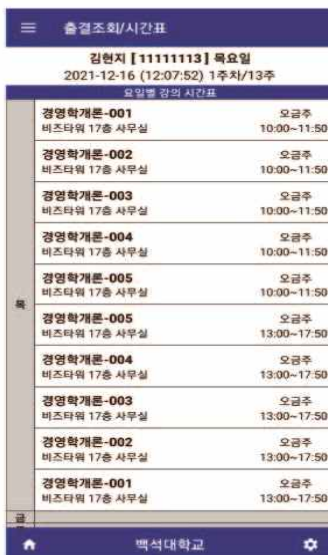 출결조회/시간표
김현지 [11111113] 목요일
2021-12-16 (12:07:52) 1주차/13주
요일별 강의 시간표
목
경영학개론-001 오금주
비즈타워 17층 사무실 10:00~11:50
경영학개론-002 오금주
비즈타워 17층 사무실 10:00~11:50
경영학개론-003 오금주
비즈타워 17층 사무실 10:00~11:50
경영학개론-004 오금주
비즈타워 17층 사무실 10:00~11:50
경영학개론-005 오금주
비즈타워 17층 사무실 10:00~11:50
경영학개론-005 오금주
비즈타워 17층 사무실 13:00~17:50
경영학개론-004 오금주
비즈타워 17층 사무실 13:00~17:50
경영학개론-003 오금주
비즈타워 17층 사무실 13:00~17:50
경영학개론-002 오금주
비즈타워 17층 사무실 13:00~17:50
경영학개론-001 오금주
비즈타워 17층 사무실 13:00~17:50
금
백석대학교